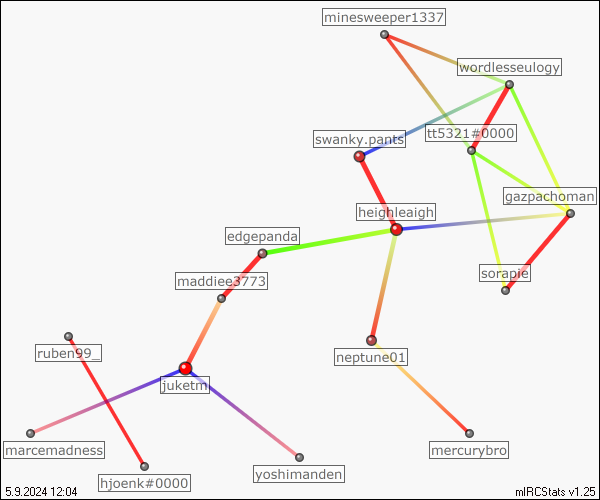 minesweeper1337
wordlesseulogy
tt5321#0000
swanky.pants
gazpachoman
heighleaigh
edgepanda
sorapie
maddiee3773
ruben99_
neptune01
juketm
marcemadness
mercurybro
yoshimanden
hjoenk#0000
5.9.2024 12:04
mIRCStats v1.25